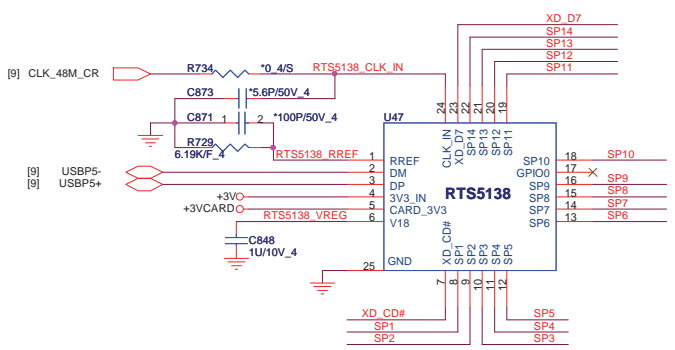 XD_D7
SP14
SP13
SP12
SP11
[9] CLK_48M_CR
R734
*0_4/S
RTS5138_CLK_IN
C873
*5.6P/50V_4
C871
1
2
*100P/50V_4
R729
6.19K/F_4
RTS5138_RREF
[9] USBP5-
[9] USBP5+
+3V
+3VCARD
RTS5138_VREG
C848
1U/10V_4
U47
24
23
22
21
20
19
CLK_IN
XD_D7
SP14
SP13
SP12
SP11
1
RREF
2
DM
3
DP
4
3V3_IN
5
CARD_3V3
6
V18
25
GND
RTS5138
SP10
18
SP10
GPIO0
17
SP9
16
SP9
SP8
15
SP8
SP7
14
SP7
SP6
13
SP6
XD_CD#
SP1
SP2
SP3
SP4
SP5
7
8
9
10
11
12
XD_CD#
SP1
SP2
SP5
SP4
SP3